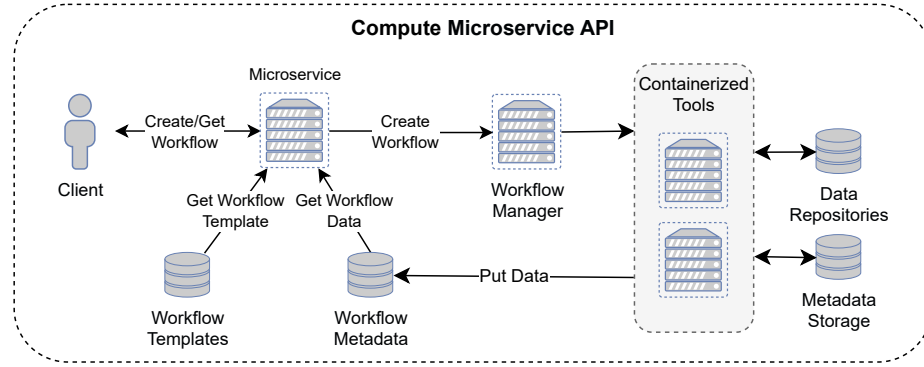 Compute Microservice API
Microservice
Containerized
Tools
Create/Get
Workflow
Create
Workflow
Client
Workflow
Manager
Data
Repositories
Get Workflow
Template
Get Workflow
Data
Put Data
Workflow
Templates
Workflow
Metadata
Metadata
Storage